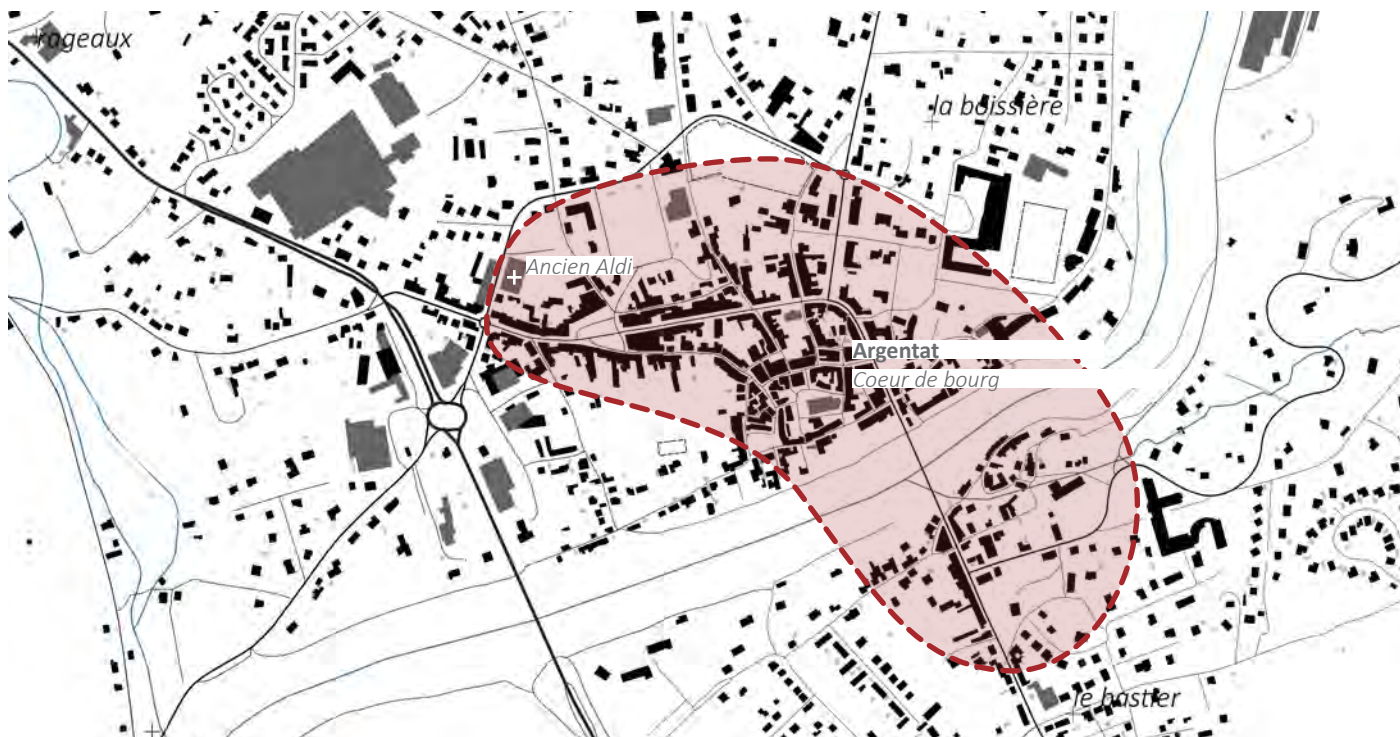 rageaux
la boissière
Ancien Aldi
Argentat
Coeur de bourg
le bastier